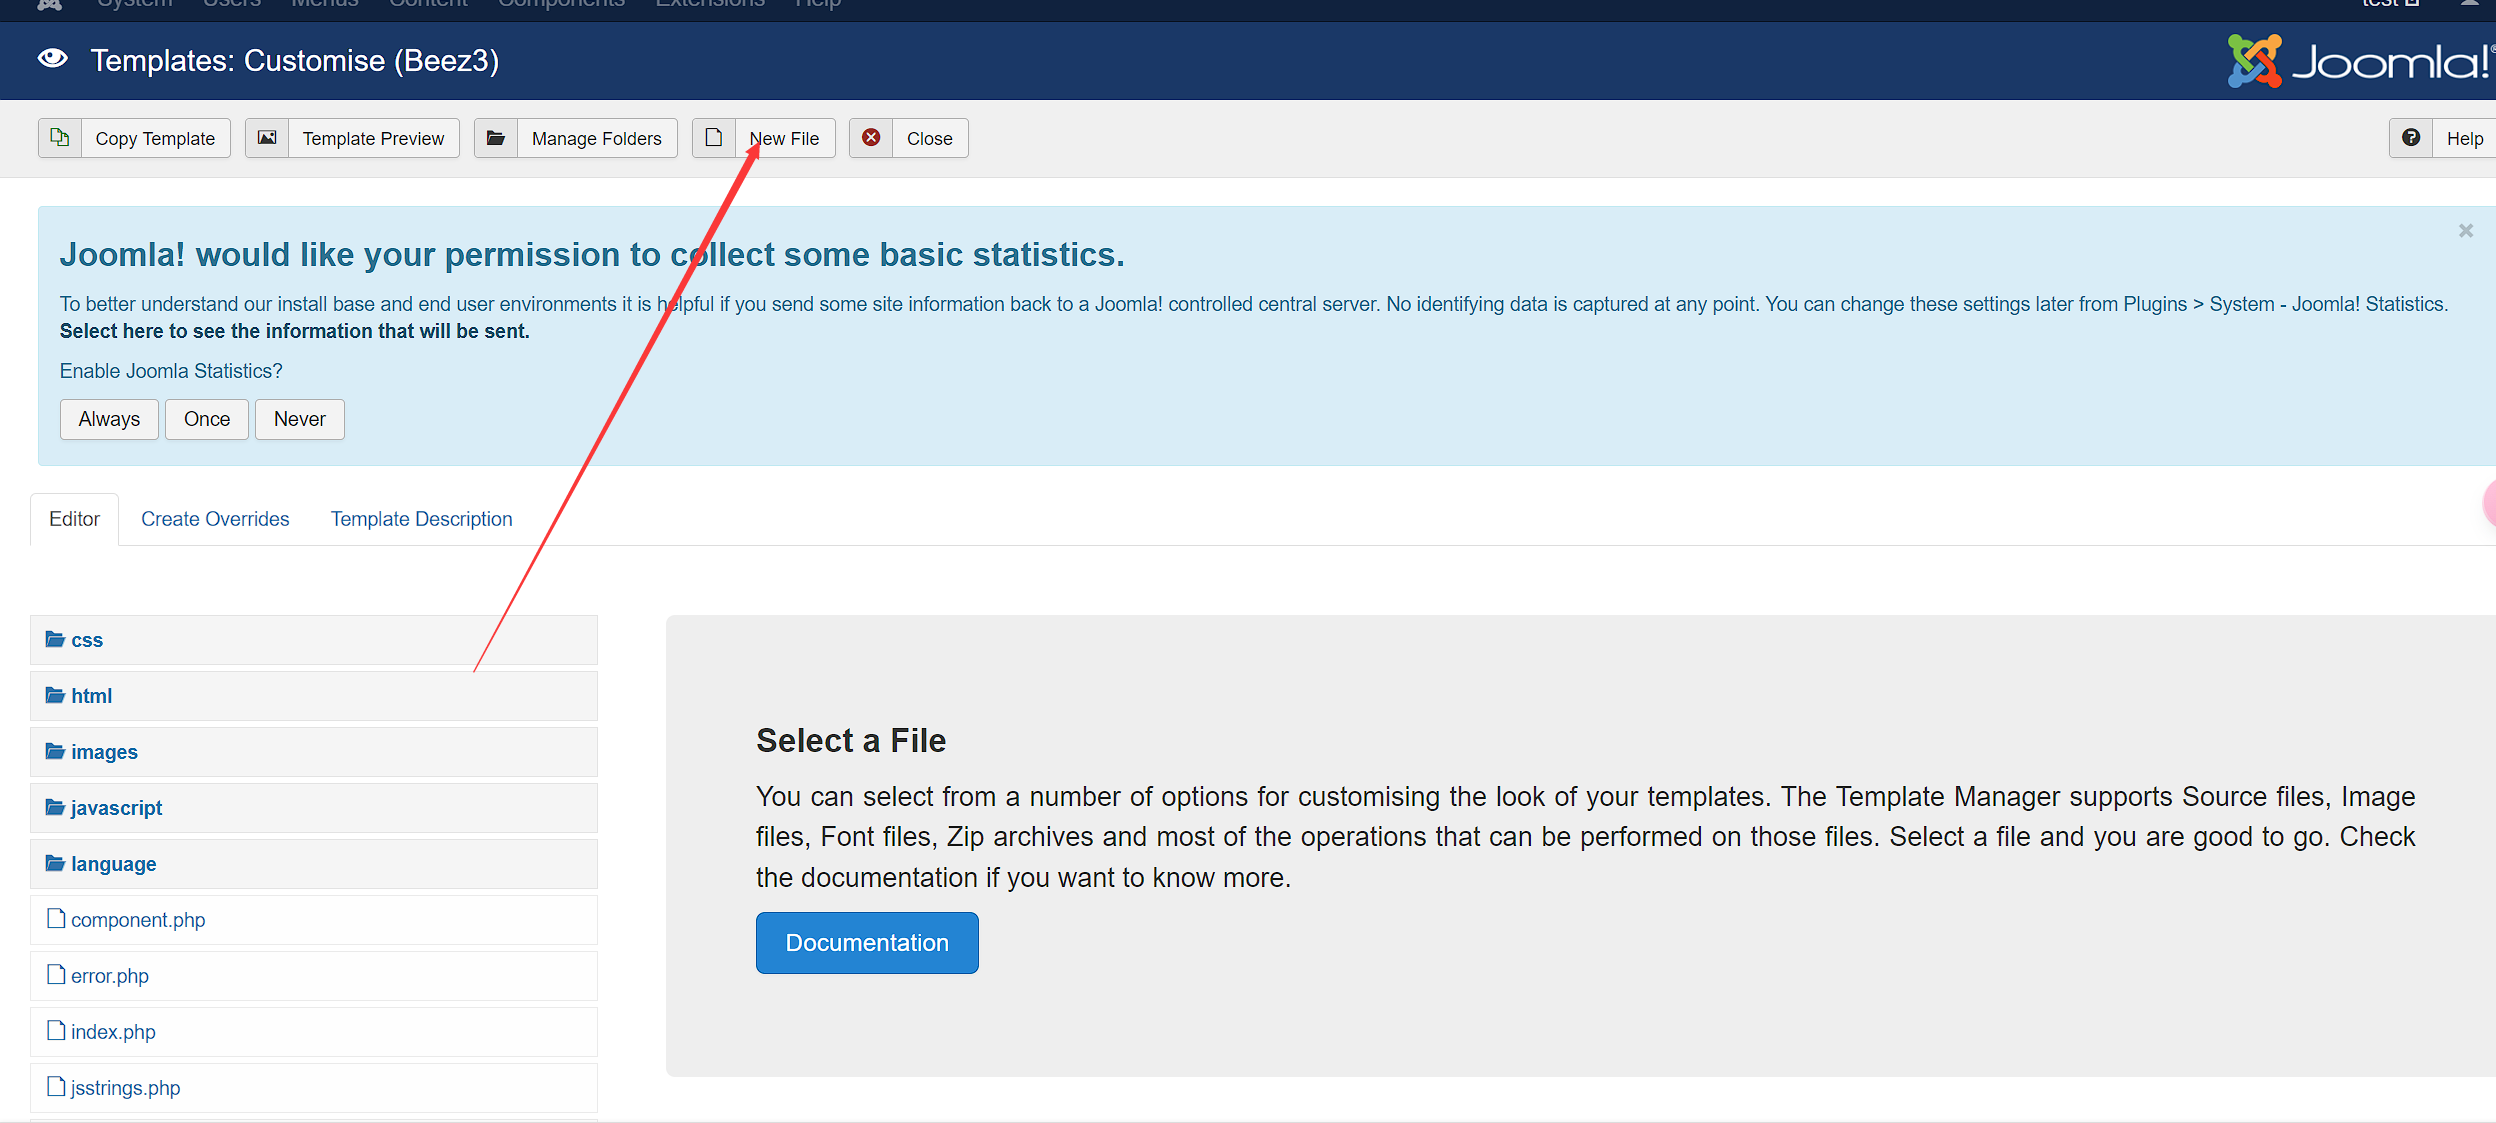 System Users Menus Content Components Extensions Help test
Templates: Customise (Beez3) Joomla!®
Copy Template Template Preview Manage Folders New File Close Help
Joomla! would like your permission to collect some basic statistics.
To better understand our install base and end user environments it is helpful if you send some site information back to a Joomla! controlled central server. No identifying data is captured at any point. You can change these settings later from Plugins > System - Joomla! Statistics.
Select here to see the information that will be sent.
Enable Joomla Statistics?
Always Once Never
Editor Create Overrides Template Description
css
html
images
javascript
language
component.php
error.php
index.php
jsstrings.php
Select a File
You can select from a number of options for customising the look of your templates. The Template Manager supports Source files, Image
files, Font files, Zip archives and most of the operations that can be performed on those files. Select a file and you are good to go. Check
the documentation if you want to know more.
Documentation